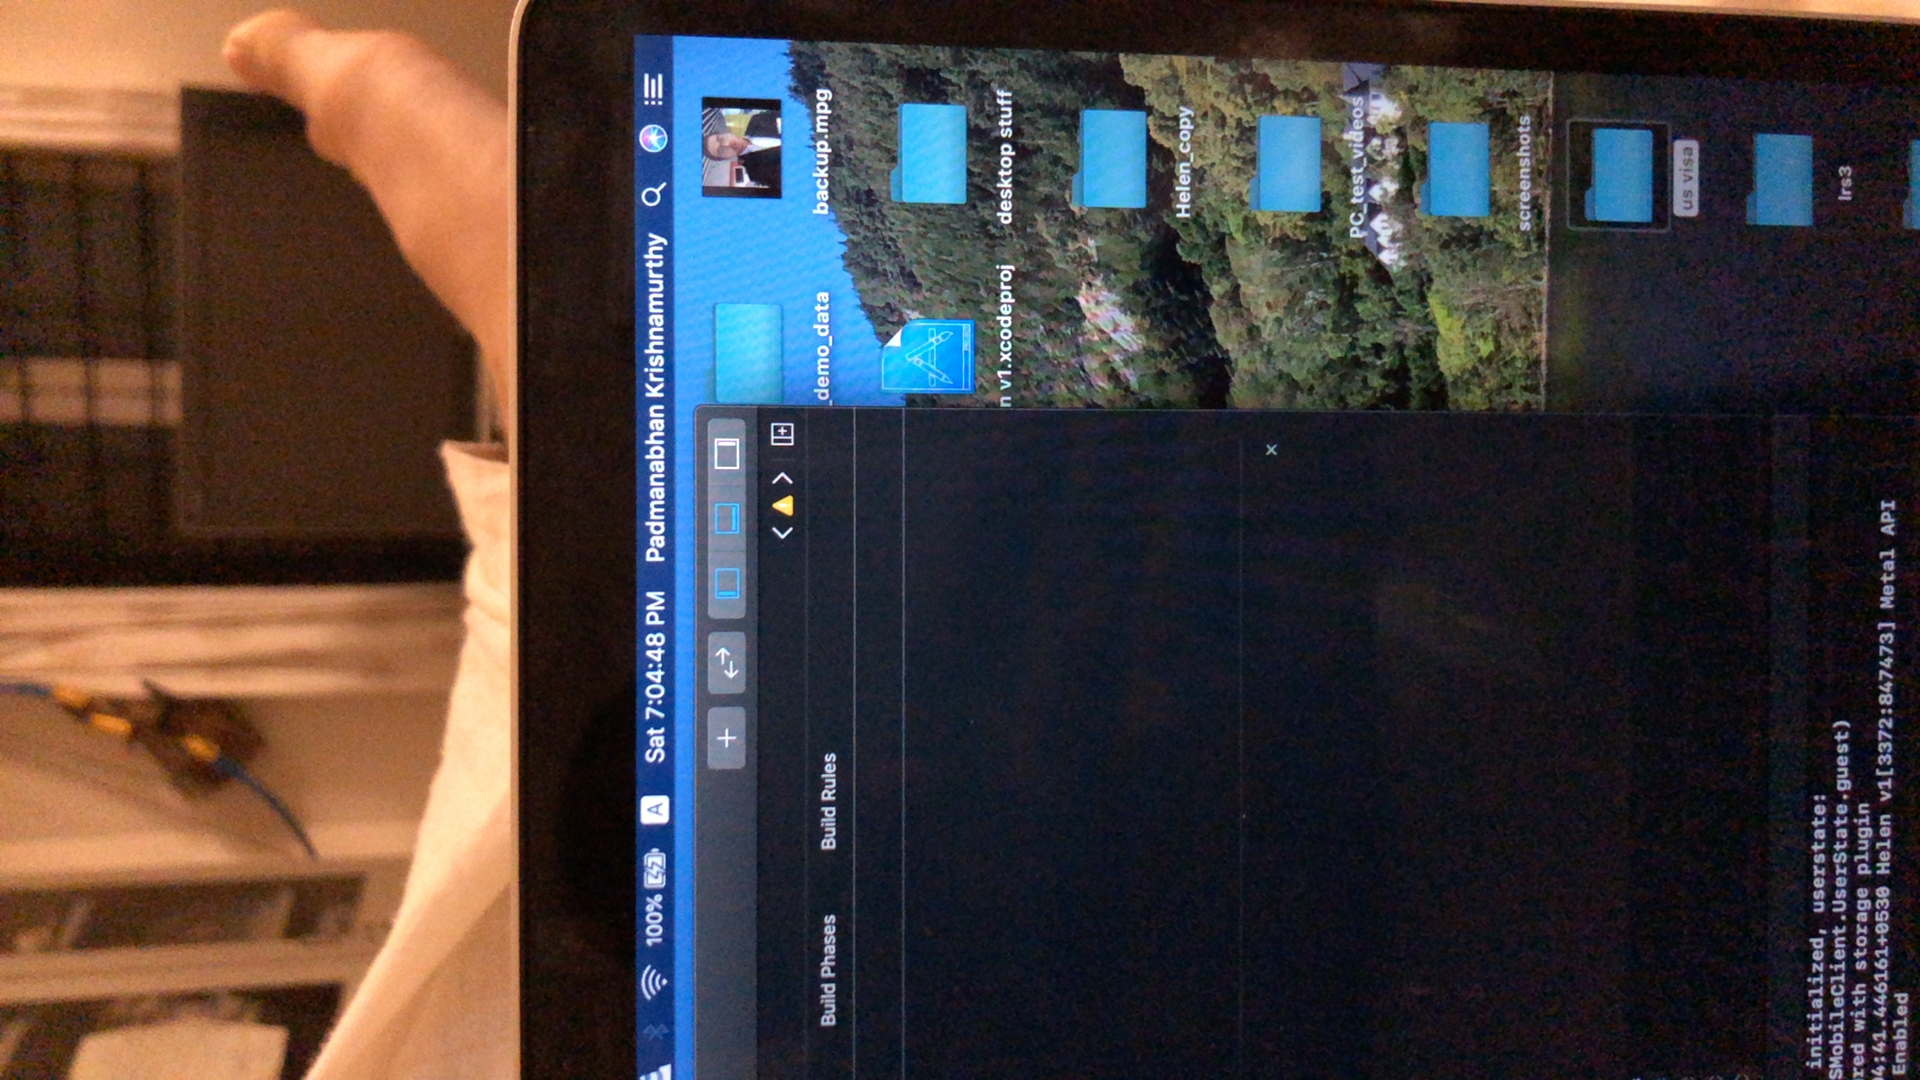 100% A Sat 7:04:48 PM Padmanabhan Krishnamurthy
_demo_data backup.mpg
Build Phases Build Rules
n v1.xcodeproj desktop stuff
Helen_copy
PC_test_videos
screenshots
us visa
lrs3
initialized, userstate:
SMobileClient.UserState.guest)
red with storage plugin
4:41.446161+0530 Helen v1[3372:847473] Metal API
Enabled